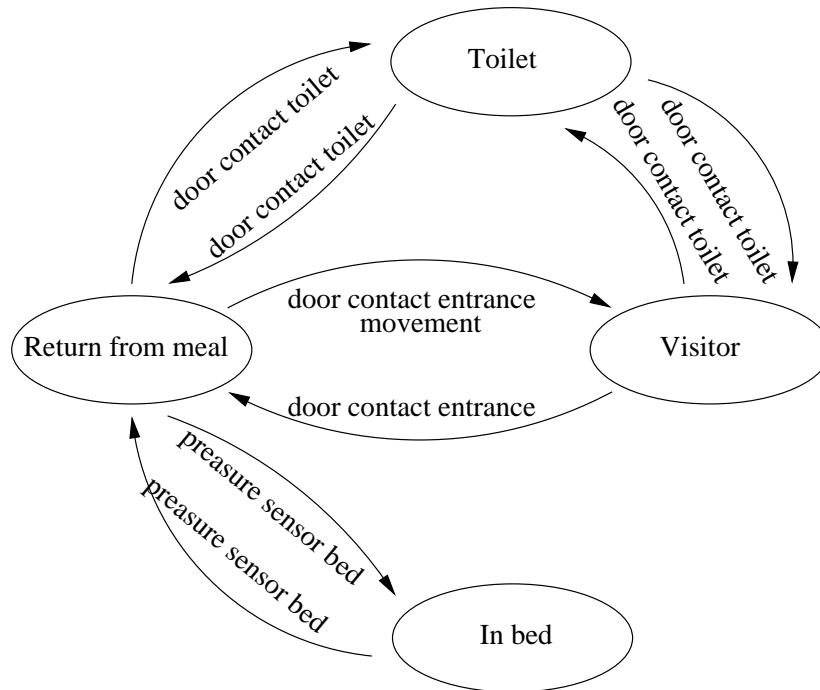 Toilet
door contact toilet
door contact toilet
door contact toilet
door contact toilet
door contact entrance
movement
Return from meal
Visitor
door contact entrance
preasure sensor bed
preasure sensor bed
In bed